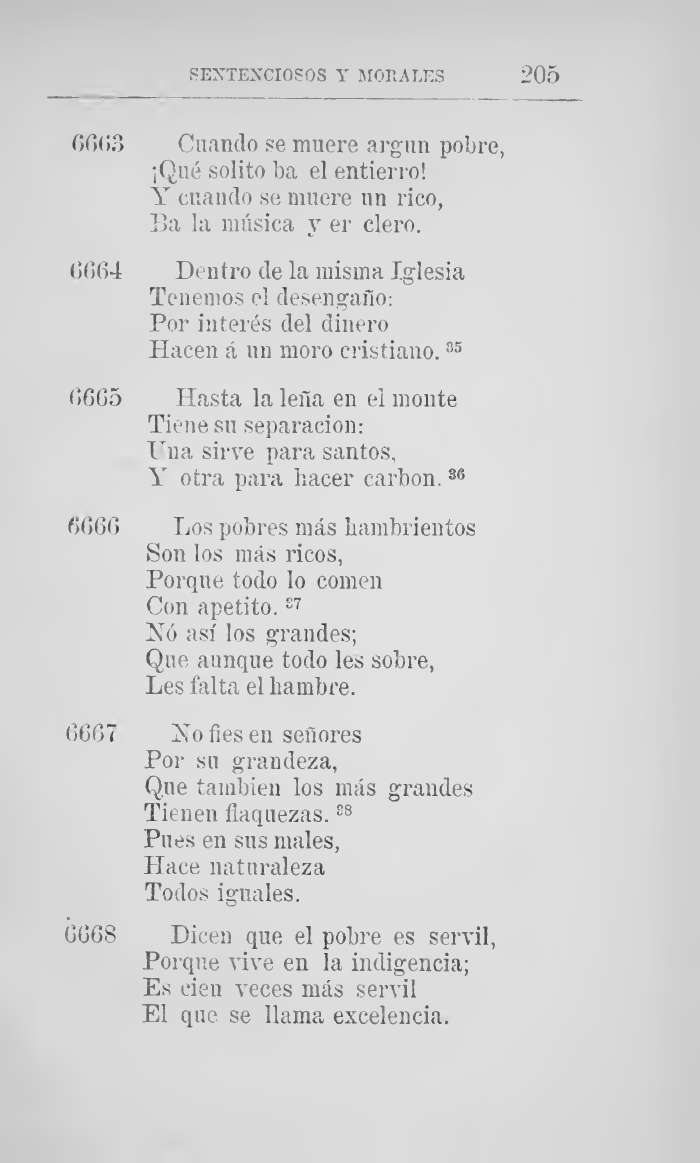 SENTENCIOSOS Y MORALES 205
6663 Cuando se muere argun pobre,
¡Qué solito ba el entierro!
Y cuando se muere un rico,
Ba la música y er clero.
6664 Dentro de la misma Iglesia
Tenemos el desengaño:
Por interés del dinero
Hacen á un moro cristiano. 35
6665 Hasta la leña en el monte
Tiene su separacion:
Una sirve para santos,
Y otra para hacer carbon. 36
6666 Los pobres más hambrientos
Son los más ricos,
Porque todo lo comen
Con apetito. 37
Nó así los grandes;
Que aunque todo les sobre,
Les falta el hambre.
6667 No fies en señores
Por su grandeza,
Que tambien los más grandes
Tienen flaquezas. 38
Pues en sus males,
Hace naturaleza
Todos iguales.
6668 Dicen que el pobre es servil,
Porque vive en la indigencia;
Es cien veces más servil
El que se llama excelencia.